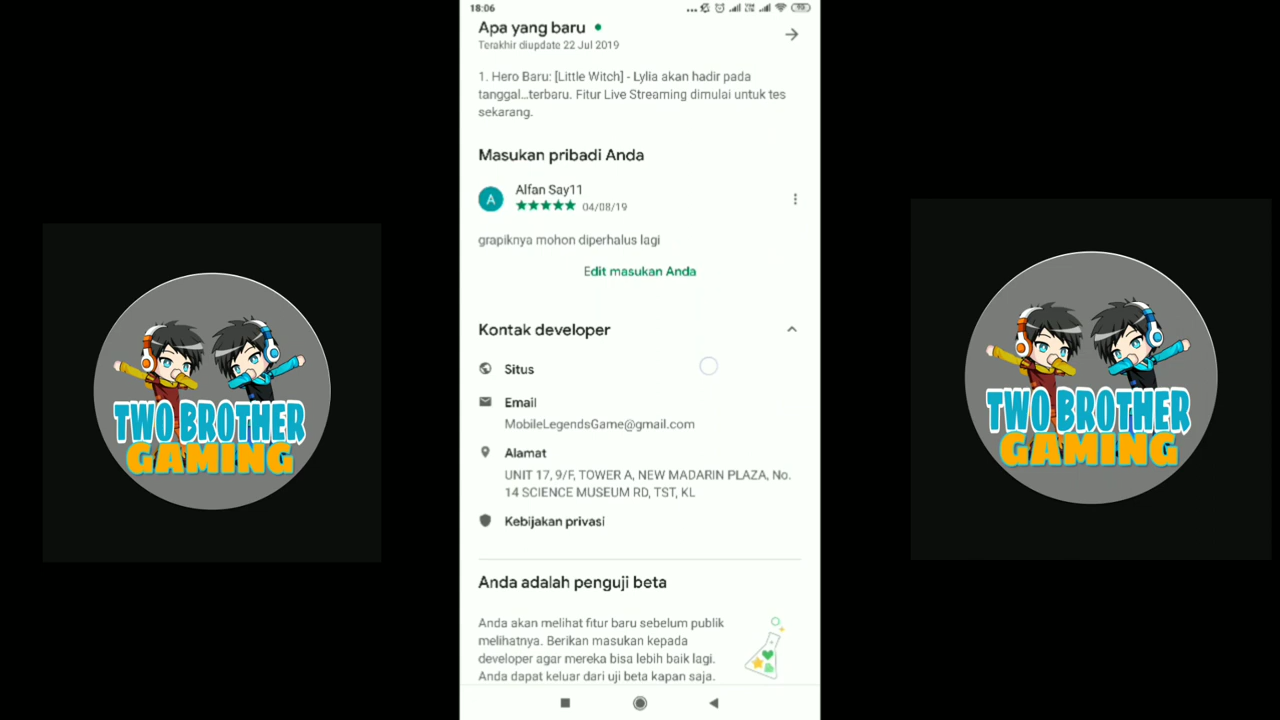 18:06
Apa yang baru
Terakhir diupdate 22 Jul 2019
1. Hero Baru: [Little Witch] - Lylia akan hadir pada
tanggal...terbaru. Fitur Live Streaming dimulai untuk tes
sekarang.
Masukan pribadi Anda
A
Alfan Say11
04/08/19
grapiknya mohon diperhalus lagi
Edit masukan Anda
Kontak developer
Situs
Email
MobileLegendsGame@gmail.com
Alamat
UNIT 17, 9/F, TOWER A, NEW MADARIN PLAZA, No.
14 SCIENCE MUSEUM RD, TST, KL
Kebijakan privasi
Anda adalah penguji beta
Anda akan melihat fitur baru sebelum publik
melihatnya. Berikan masukan kepada
developer agar mereka bisa lebih baik lagi.
Anda dapat keluar dari uji beta kapan saja.
TWO BROTHER
GAMING
TWO BROTHER
GAMING